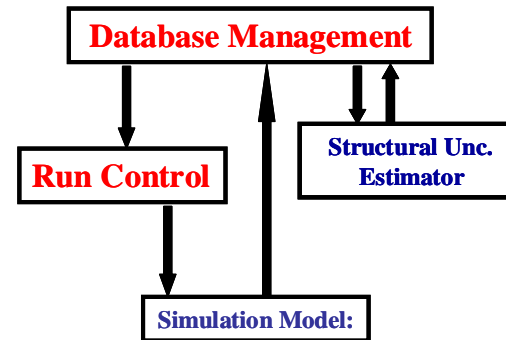 Database Management
Structural Unc.
Estimator
Run Control
Simulation Model: